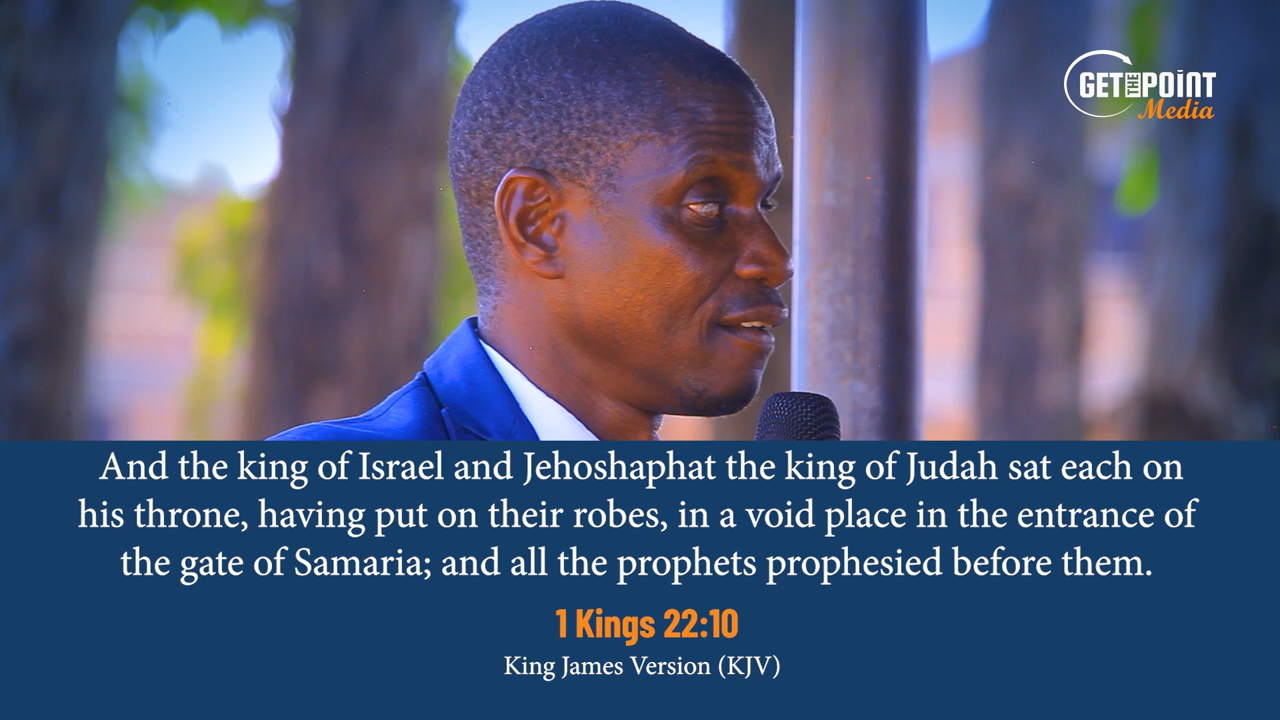 GET THE POINT
Media
And the king of Israel and Jehoshaphat the king of Judah sat each on
his throne, having put on their robes, in a void place in the entrance of
the gate of Samaria; and all the prophets prophesied before them.
1 Kings 22:10
King James Version (KJV)